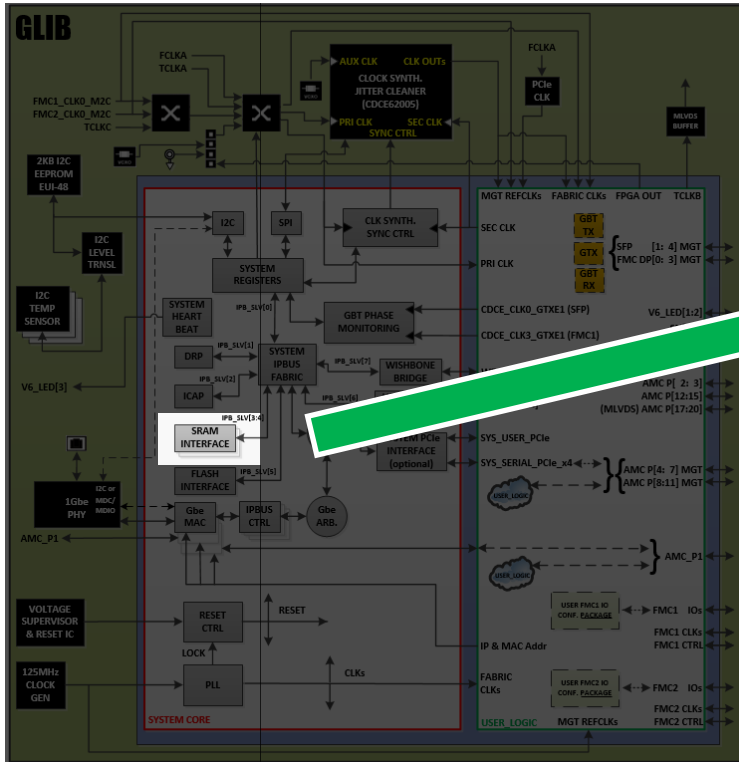 GLIB
FCLKA
TCLKA
FMC1_CLK0_M2C
FMC2_CLK0_M2C
TCLKC
AUX CLK
CLK OUTs
CLOCK SYNTH.
JITTER CLEANER
(CDCE62005)
PRI CLK
SEC CLK
SYNC CTRL
FCLKA
PCIe
CLK
MLVDS
BUFFER
2KB I2C
EEPROM
EUI-48
I2C
LEVEL
TRNSL
I2C
TEMP
SENSOR
MGT REFCLKs
FABRIC CLKs
FPGA OUT
TCLKB
I2C
SPI
CLK SYNTH.
SYNC CTRL
SEC CLK
PRI CLK
GBT
TX
GTX
GBT
RX
SFP [1: 4] MGT
FMC DP[0: 3] MGT
SYSTEM
REGISTERS
IPB_SLV[0]
SYSTEM
HEART
BEAT
GBT PHASE
MONITORING
CDCE_CLK0_GTXE1 (SFP)
CDCE_CLK3_GTXE1 (FMC1)
V6_LED[1:2]
IPB_SLV[1]
DRP
SYSTEM
IPBUS
FABRIC
IPB_SLV[7]
WISHBONE
BRIDGE
IPB_SLV[2]
ICAP
V6_LED[3]
AMC P[ 2: 3]
AMC P[12:15]
(MLVDS) AMC P[17:20]
IPB_SLV[3:4]
SRAM
INTERFACE
PCIe
INTERFACE
(optional)
SYS_USER_PCIe
SYS_SERIAL_PCIe_x4
AMC P[4: 7] MGT
AMC P[8:11] MGT
USER_LOGIC
FLASH
INTERFACE
IPB_SLV[5]
1Gbe
PHY
I2C or
MDC/
MDIO
Gbe
MAC
IPBUS
CTRL
Gbe
ARB.
AMC_P1
AMC_P1
USER_LOGIC
VOLTAGE
SUPERVISOR
& RESET IC
RESET
CTRL
RESET
LOCK
USER FMC1 IO
CONF. PACKAGE
FMC1 IOs
FMC1 CLKs
FMC1 CTRL
IP & MAC Addr
125MHz
CLOCK
GEN
PLL
CLKs
FABRIC
CLKs
USER FMC2 IO
CONF. PACKAGE
FMC2 IOs
FMC2 CLKs
FMC2 CTRL
SYSTEM CORE
USER_LOGIC
MGT REFCLKs